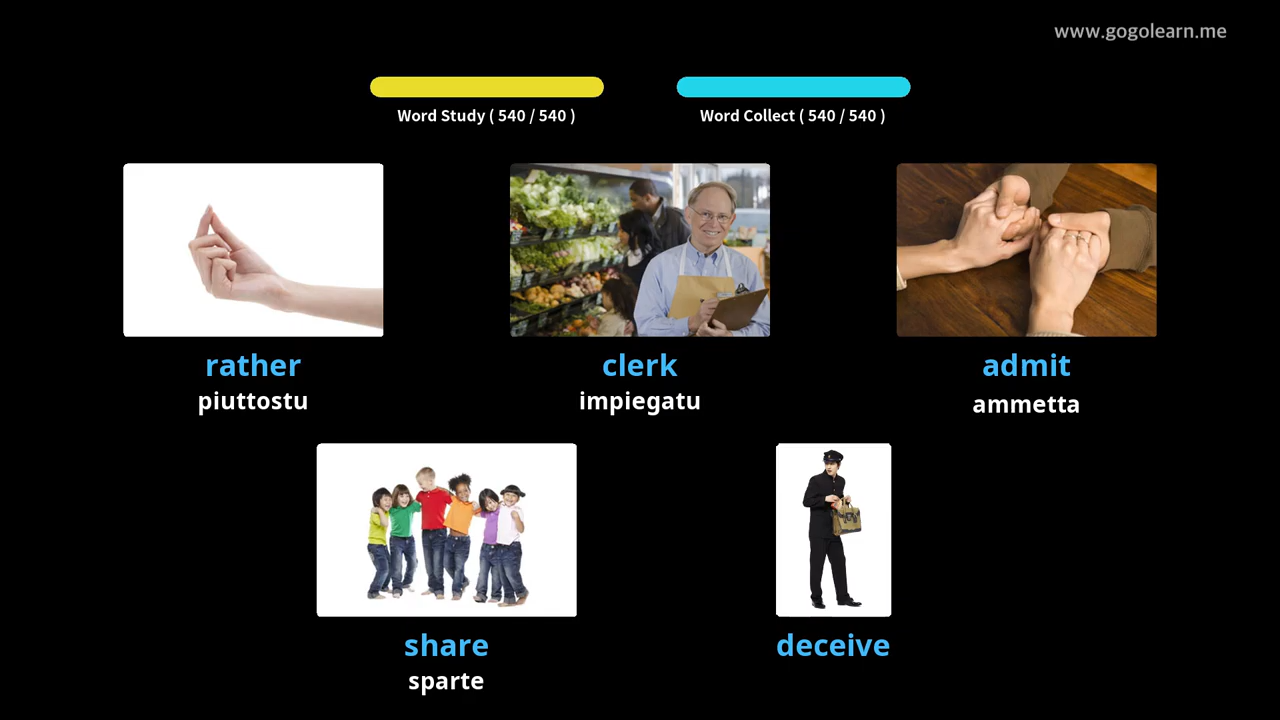 www.gogolearn.me
Word Study ( 540 / 540 )
Word Collect ( 540 / 540 )
rather
piuttostu
clerk
impiegatu
admit
ammetta
share
sparte
deceive